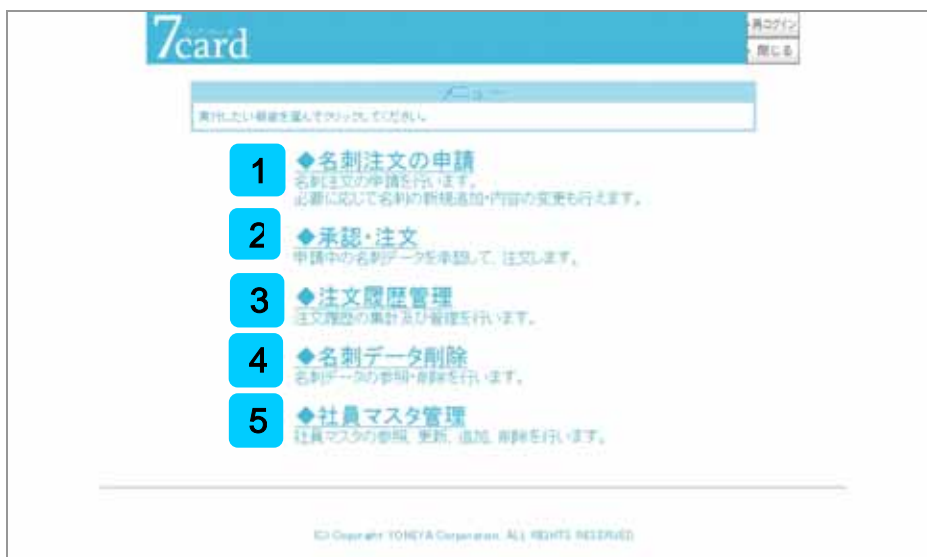 7card
再ログイン
閉じる
メニュー
実行したい機能を選んでクリックしてください。
1
◆名刺注文の申請
名刺注文の申請を行います。
必要に応じて名刺の新規追加・内容の変更も行えます。
2
◆承認・注文
申請中の名刺データを承認して、注文します。
3
◆注文履歴管理
注文履歴の集計及び管理を行います。
4
◆名刺データ削除
名刺データの参照・削除を行います。
5
◆社員マスタ管理
社員マスタの参照、更新、追加、削除を行います。
(C) Copyright YONEYA Corporation. ALL RIGHTS RESERVED.